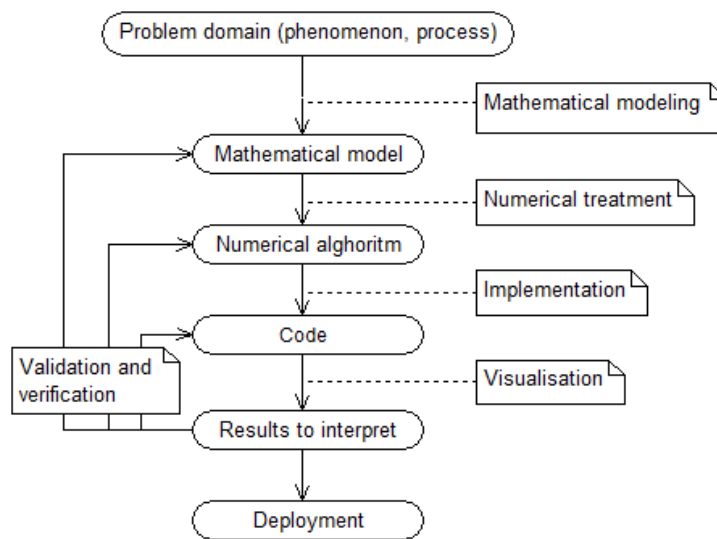 Problem domain (phenomenon, process)
Mathematical modeling
Mathematical model
Numerical treatment
Numerical alghoritm
Implementation
Code
Validation and
verification
Visualisation
Results to interpret
Deployment